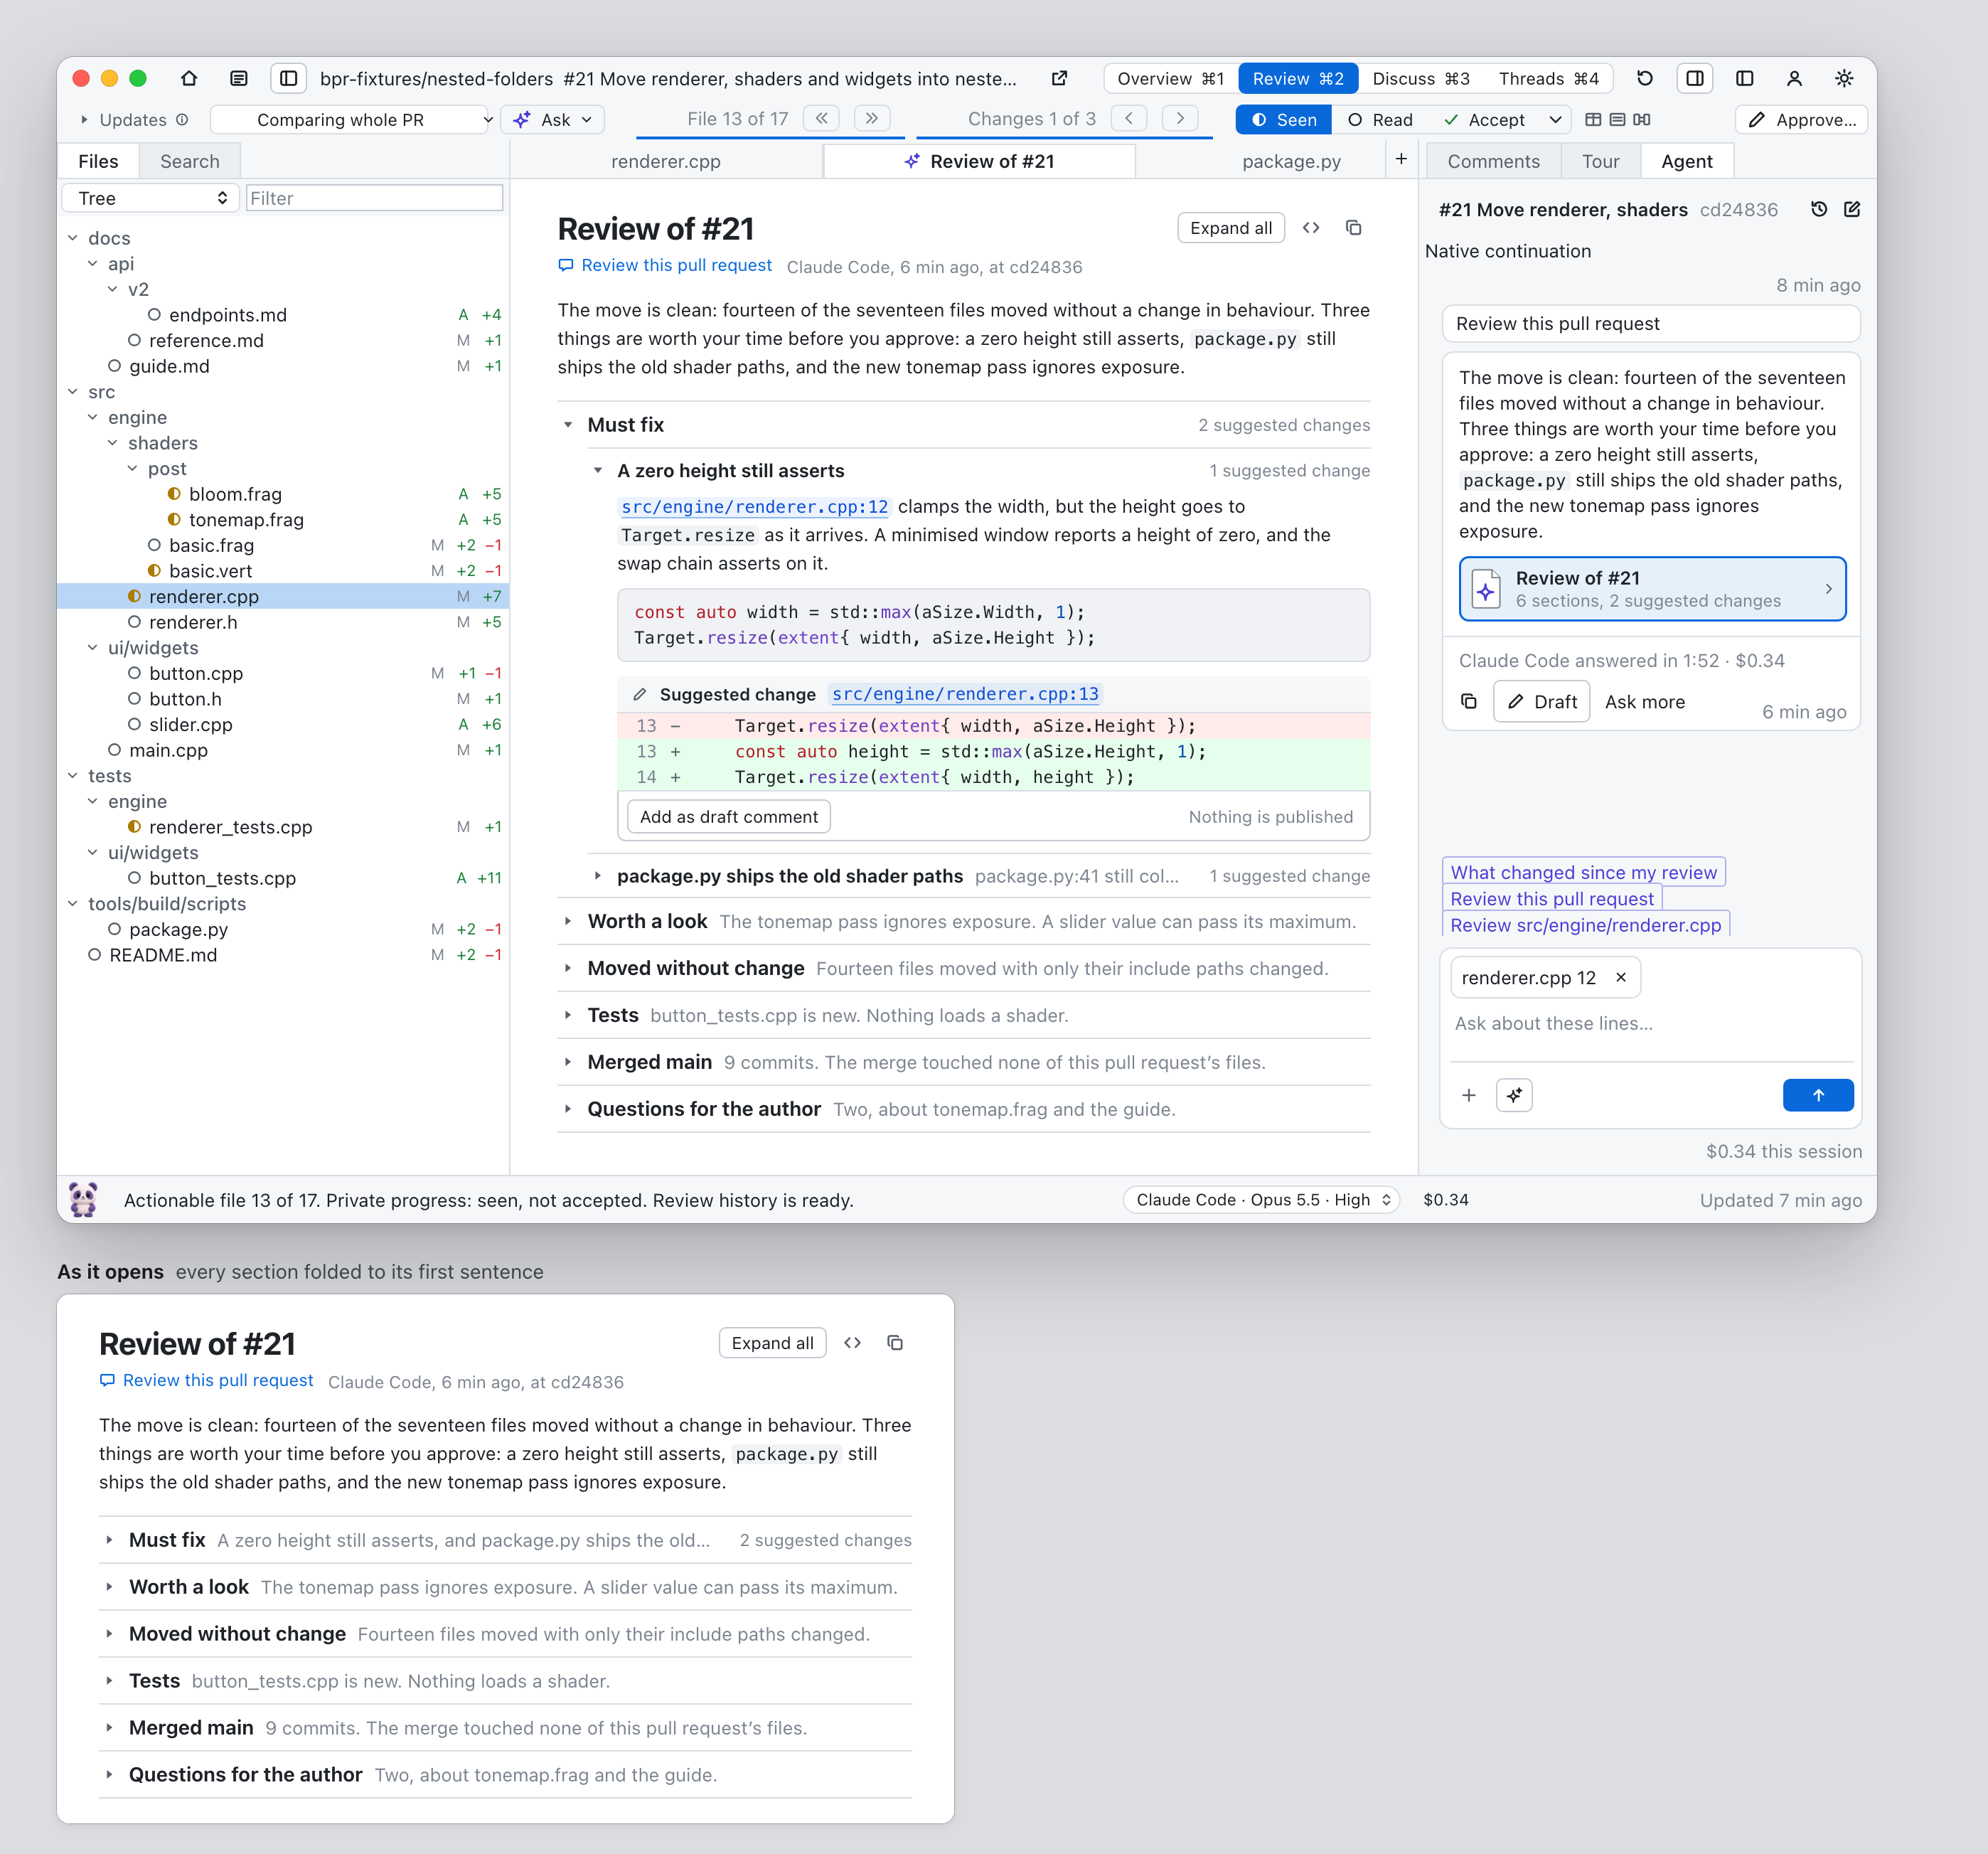 bpr-fixtures/nested-folders #21 Move renderer, shaders and widgets into neste...
Overview ⌘1 Review ⌘2 Discuss ⌘3 Threads ⌘4
Updates Comparing whole PR Ask File 13 of 17 Changes 1 of 3 Seen Read Accept Approve...
Files Search
Tree Filter
docs
api
v2
endpoints.md A +4
reference.md M +1
guide.md M +1
src
engine
shaders
post
bloom.frag A +5
tonemap.frag A +5
basic.frag M +2 −1
basic.vert M +2 −1
renderer.cpp M +7
renderer.h M +5
ui/widgets
button.cpp M +1 −1
button.h M +1
slider.cpp A +6
main.cpp M +1
tests
engine
renderer_tests.cpp M +1
ui/widgets
button_tests.cpp A +11
tools/build/scripts
package.py M +2 −1
README.md M +2 −1
renderer.cpp Review of #21 package.py +
Review of #21 Expand all <>
Review this pull request Claude Code, 6 min ago, at cd24836
The move is clean: fourteen of the seventeen files moved without a change in behaviour. Three
things are worth your time before you approve: a zero height still asserts, package.py still
ships the old shader paths, and the new tonemap pass ignores exposure.
Must fix 2 suggested changes
A zero height still asserts 1 suggested change
src/engine/renderer.cpp:12 clamps the width, but the height goes to
Target.resize as it arrives. A minimised window reports a height of zero, and the
swap chain asserts on it.
const auto width = std::max(aSize.Width, 1);
Target.resize(extent{ width, aSize.Height });
Suggested change src/engine/renderer.cpp:13
13 − Target.resize(extent{ width, aSize.Height });
13 + const auto height = std::max(aSize.Height, 1);
14 + Target.resize(extent{ width, height });
Add as draft comment Nothing is published
package.py ships the old shader paths package.py:41 still col... 1 suggested change
Worth a look The tonemap pass ignores exposure. A slider value can pass its maximum.
Moved without change Fourteen files moved with only their include paths changed.
Tests button_tests.cpp is new. Nothing loads a shader.
Merged main 9 commits. The merge touched none of this pull request’s files.
Questions for the author Two, about tonemap.frag and the guide.
Comments Tour Agent
#21 Move renderer, shaders cd24836
Native continuation
8 min ago
Review this pull request
The move is clean: fourteen of the seventeen
files moved without a change in behaviour.
Three things are worth your time before you
approve: a zero height still asserts,
package.py still ships the old shader paths,
and the new tonemap pass ignores
exposure.
Review of #21
6 sections, 2 suggested changes
Claude Code answered in 1:52 · $0.34
Draft Ask more 6 min ago
What changed since my review
Review this pull request
Review src/engine/renderer.cpp
renderer.cpp 12 ×
Ask about these lines...
$0.34 this session
Actionable file 13 of 17. Private progress: seen, not accepted. Review history is ready.
Claude Code · Opus 5.5 · High $0.34 Updated 7 min ago
As it opens every section folded to its first sentence
Review of #21 Expand all <>
Review this pull request Claude Code, 6 min ago, at cd24836
The move is clean: fourteen of the seventeen files moved without a change in behaviour. Three
things are worth your time before you approve: a zero height still asserts, package.py still
ships the old shader paths, and the new tonemap pass ignores exposure.
Must fix A zero height still asserts, and package.py ships the old... 2 suggested changes
Worth a look The tonemap pass ignores exposure. A slider value can pass its maximum.
Moved without change Fourteen files moved with only their include paths changed.
Tests button_tests.cpp is new. Nothing loads a shader.
Merged main 9 commits. The merge touched none of this pull request’s files.
Questions for the author Two, about tonemap.frag and the guide.